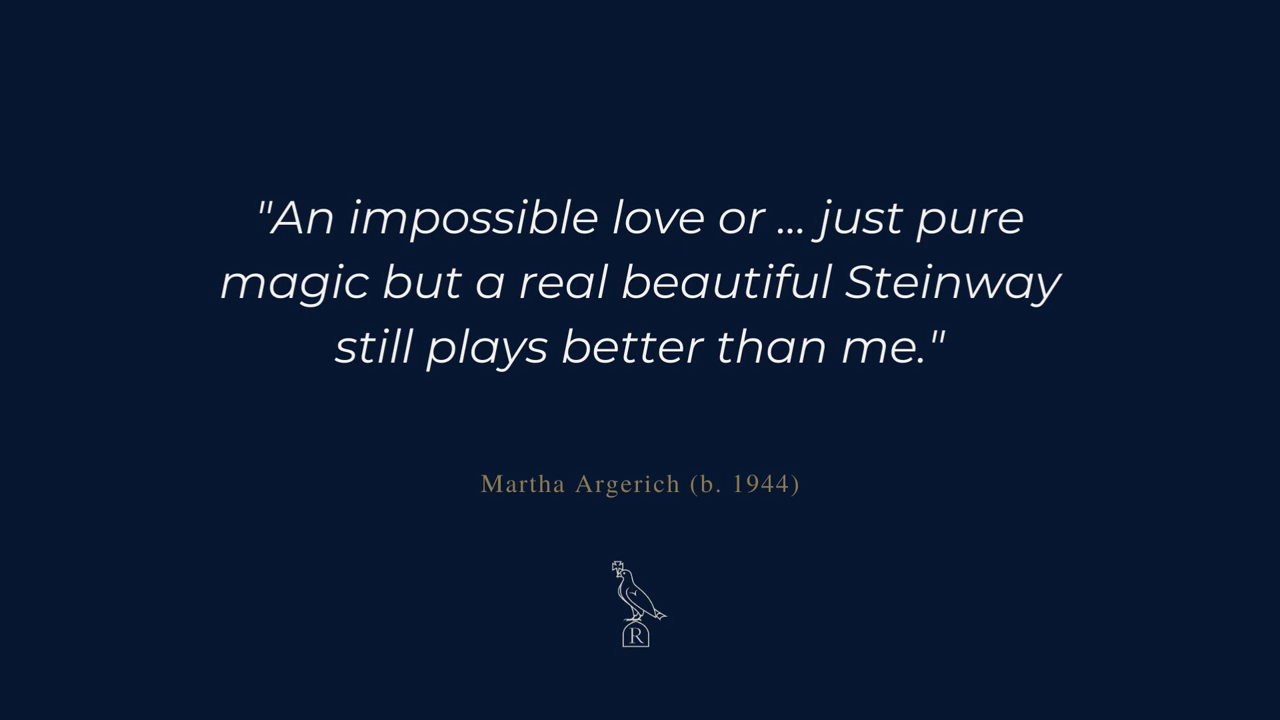 "An impossible love or ... just pure
magic but a real beautiful Steinway
still plays better than me."
Martha Argerich (b. 1944)
R